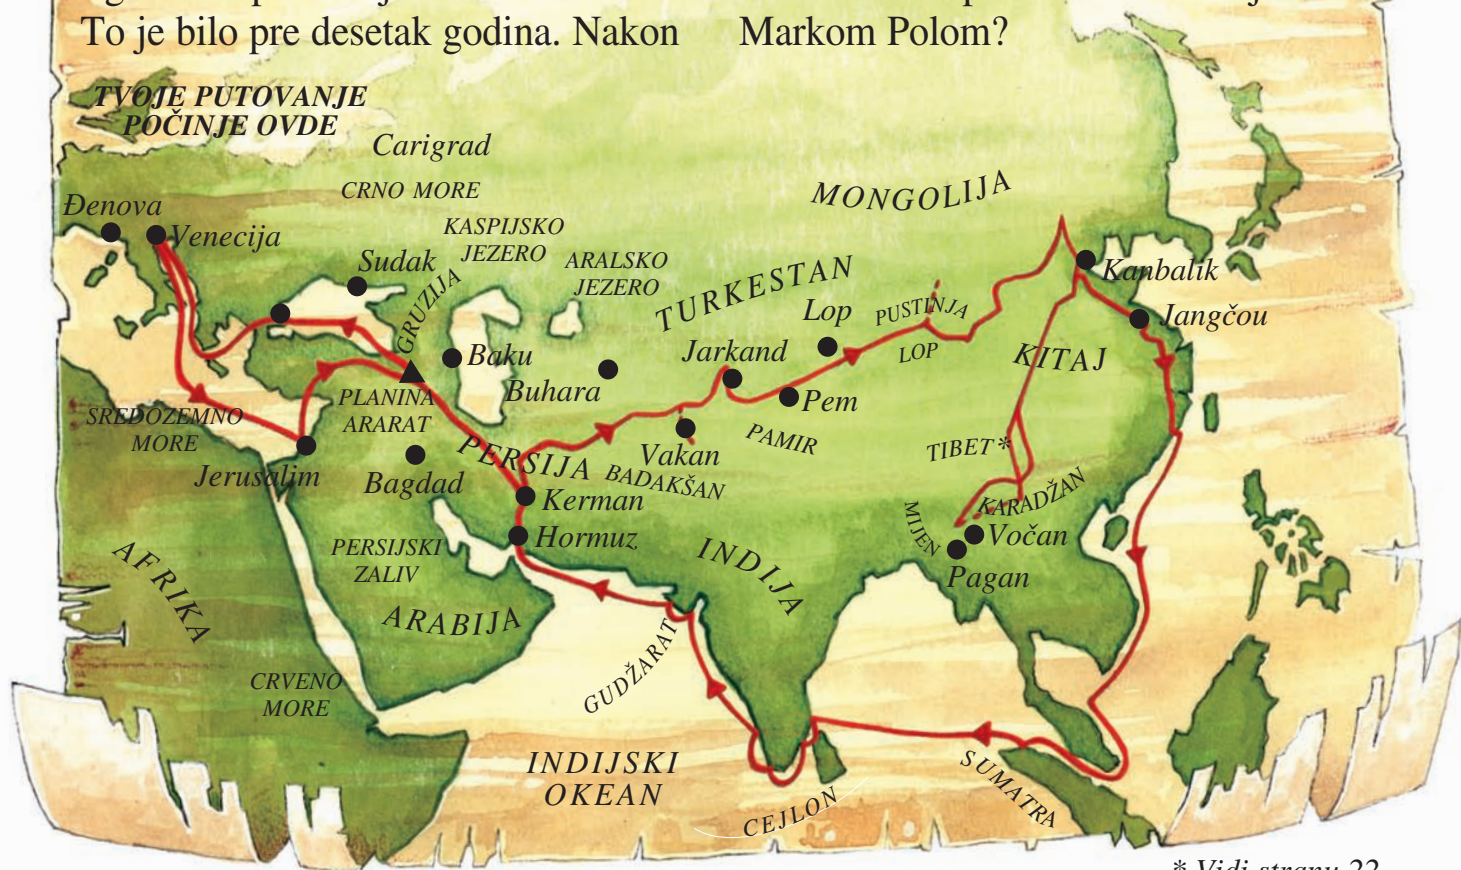 To je bilo pre desetak godina. Nakon
Markom Polom?
TVOJE PUTOVANJE
POČINJE OVDE
Carigrad
CRNO MORE
MONGOLIJA
Đenova
Venecija
KASPIJSKO
JEZERO
Sudak
GRUZIJA
ARALSKO
JEZERO
TURKESTAN
Kanbalik
Lop
PUSTINJA
LOP
Jangčou
Baku
Buhara
Jarkand
KITAJ
Pem
PLANINA
ARARAT
SREDOZEMNO
MORE
Jerusalim
Bagdad
PERSIJA
Vakan
BADAKŠAN
PAMIR
TIBET*
KARADŽAN
Kerman
Hormuz
MIJEN
Vočan
Pagan
PERSIJSKI
ZALIV
INDIJA
AFRIKA
ARABIJA
GUDŽARAT
CRVENO
MORE
INDIJSKI
OKEAN
CEJLON
SUMATRA
* Vidi stranu 22